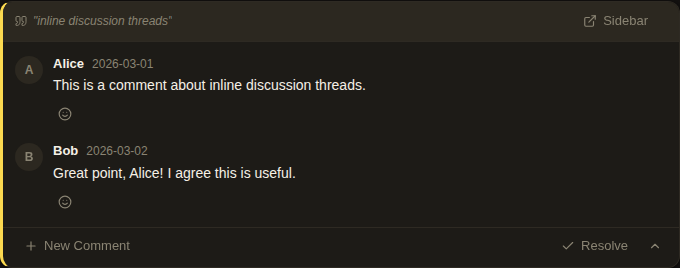 "inline discussion threads"
Sidebar
A
Alice 2026-03-01
This is a comment about inline discussion threads.
B
Bob 2026-03-02
Great point, Alice! I agree this is useful.
New Comment
Resolve